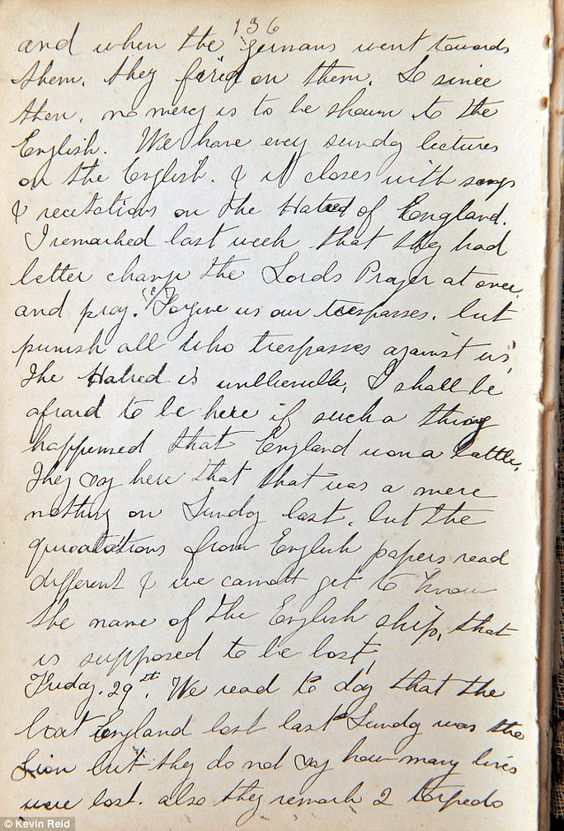 136
and when the germans went towards
them. they fired on them. So since
then, no mercy is to be shown to the
English. We have every sunday lectures
on the English. & it closes with songs
& recitations on the Hatred of England.
I remarked last week that they had
better change the Lords Prayer at once
and pray. "Forgive us our trespasses. but
punish all who trespasses against us,
The Hatred is unbelievable, I shall be
afraid to be here if such a thing
happened that England won a battle.
They say here that that was a mere
nothing on Sunday last. but the
quoatations from English papers read
different & we cannott get to know
the name of the English ship, that
is supposed to be lost,
Friday. 29st. We read to day that the
boat England lost last Sunday was the
Lion but they do not say how many lives
were lost. also they remark 2 torpedo
© Kevin Reid